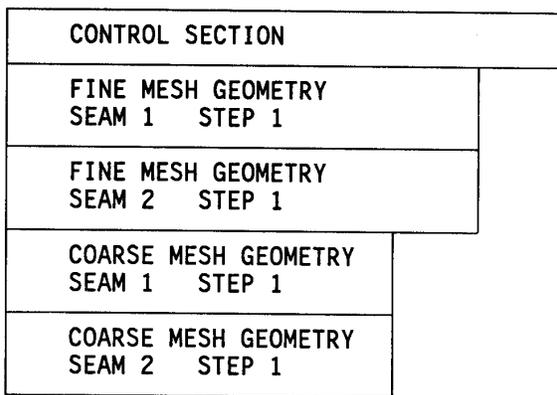 CONTROL SECTION
FINE MESH GEOMETRY
SEAM 1 STEP 1
FINE MESH GEOMETRY
SEAM 2 STEP 1
COARSE MESH GEOMETRY
SEAM 1 STEP 1
COARSE MESH GEOMETRY
SEAM 2 STEP 1